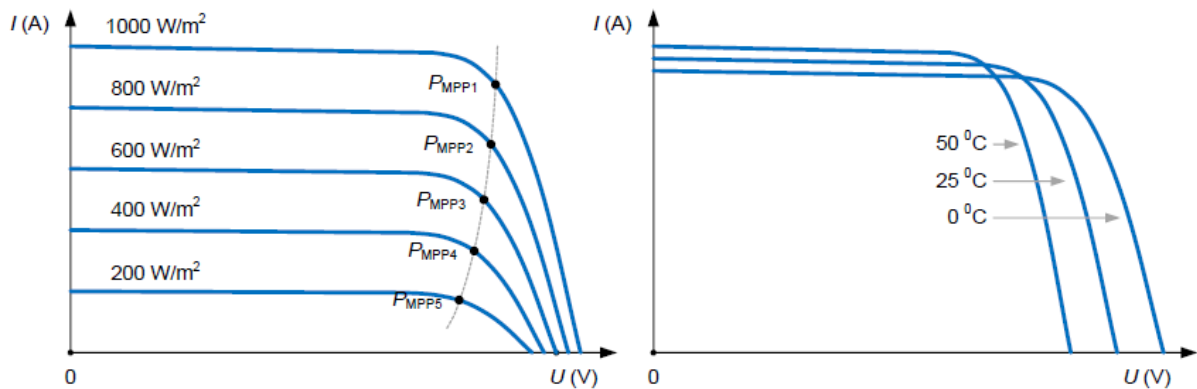 I (A)
1000 W/m²
800 W/m²
600 W/m²
400 W/m²
200 W/m²
P_MPP1
P_MPP2
P_MPP3
P_MPP4
P_MPP5
0
U (V)
I (A)
50 ⁰C
25 ⁰C
0 ⁰C
0
U (V)